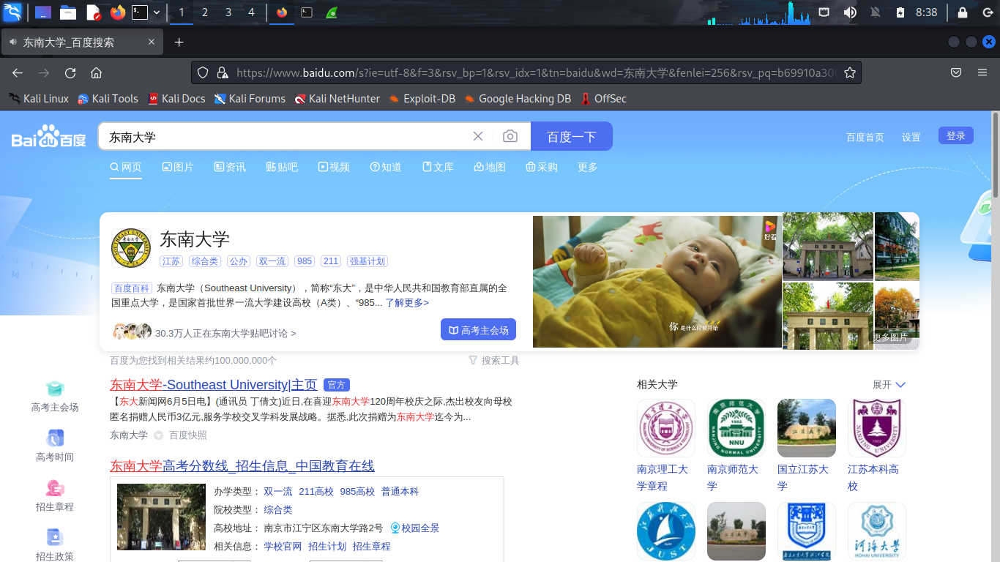 1
2
3
4
8:38
东南大学_百度搜索
https://www.baidu.com/s?ie=utf-8&f=3&rsv_bp=1&rsv_idx=1&tn=baidu&wd=东南大学&fenlei=256&rsv_pq=b69910a300
Kali Linux
Kali Tools
Kali Docs
Kali Forums
Kali NetHunter
Exploit-DB
Google Hacking DB
OffSec
Bai du 百度
东南大学
百度一下
百度首页
设置
登录
网页
图片
资讯
贴吧
视频
知道
文库
地图
采购
更多
东南大学
江苏
综合类
公办
双一流
985
211
强基计划
百度百科 东南大学（Southeast University），简称“东大”，是中华人民共和国教育部直属的全
国重点大学，是国家首批世界一流大学建设高校（A类）、“985... 了解更多>
30.3万人正在东南大学贴吧讨论 >
高考主会场
好看
你是什么时候开始
更多图片
百度为您找到相关结果约100,000,000个
搜索工具
高考主会场
高考时间
招生章程
招生政策
东南大学-Southeast University|主页 官方
【东大新闻网6月5日电】(通讯员 丁倩文)近日,在喜迎东南大学120周年校庆之际,杰出校友向母校
匿名捐赠人民币3亿元,服务学校交叉学科发展战略。据悉,此次捐赠为东南大学迄今为...
东南大学 百度快照
东南大学高考分数线_招生信息_中国教育在线
办学类型： 双一流 211高校 985高校 普通本科
院校类型： 综合类
高校地址： 南京市江宁区东南大学路2号 校园全景
相关信息： 学校官网 招生计划 招生章程
相关大学
展开
南京理工大
学章程
南京师范大
学
国立江苏大
学
江苏本科高
校
1902
NNU
NANJING NORMAL UNIVERSITY
NANJING UNIVERSITY
JUST
河海大学
HOHAI UNIVERSITY